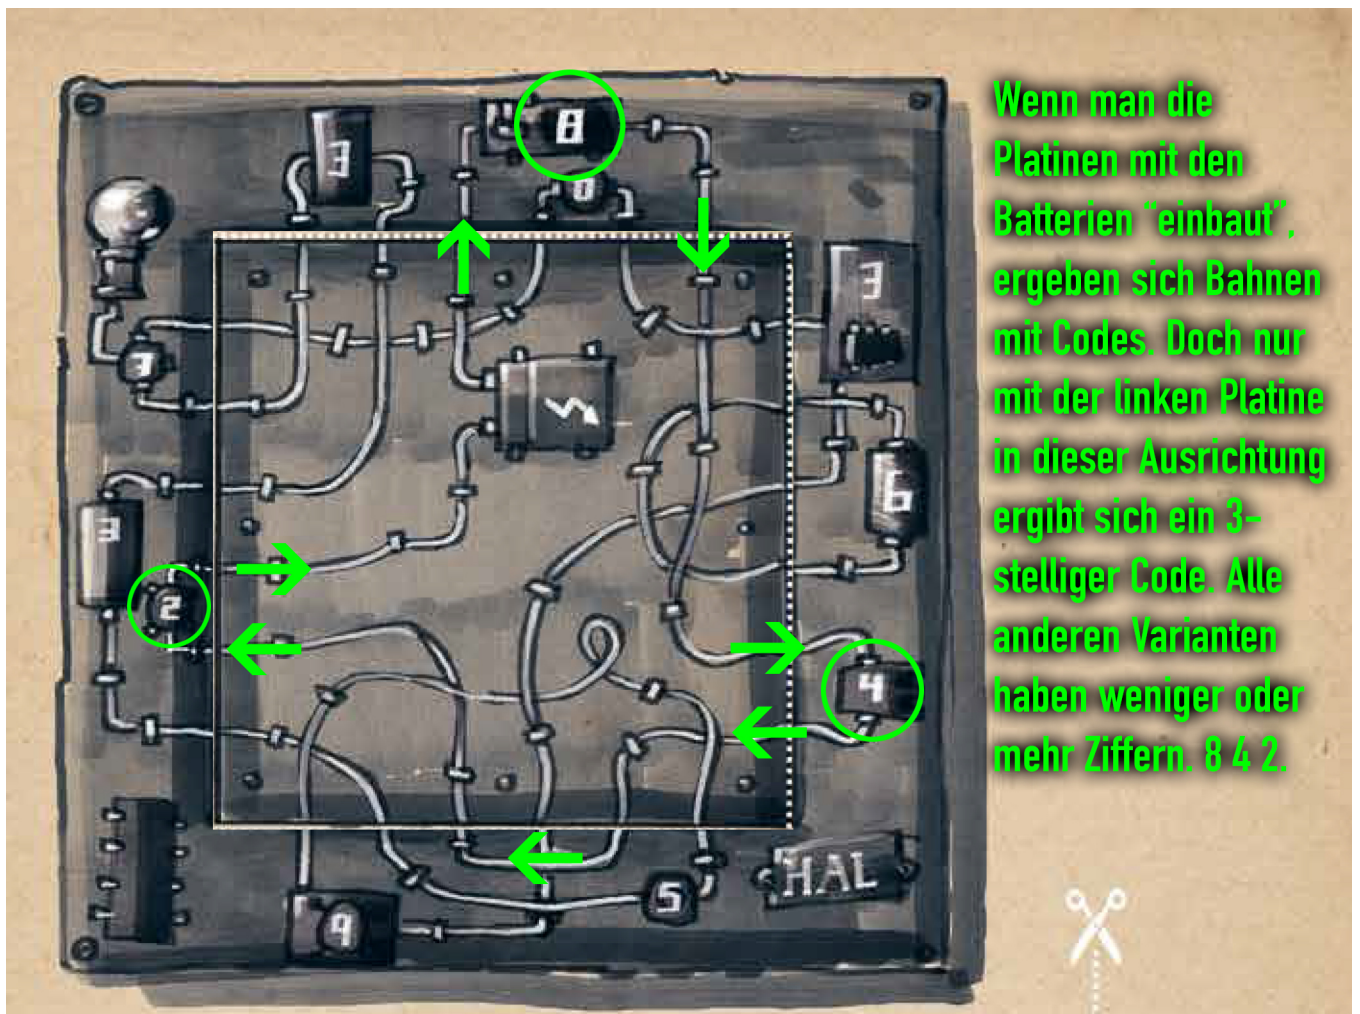 Wenn man die
Platinen mit den
Batterien “einbaut”,
ergeben sich Bahnen
mit Codes. Doch nur
mit der linken Platine
in dieser Ausrichtung
ergibt sich ein 3-
stelliger Code. Alle
anderen Varianten
haben weniger oder
mehr Ziffern. 8 4 2.
3
8
0
3
1
6
3
2
4
HAL
5
9